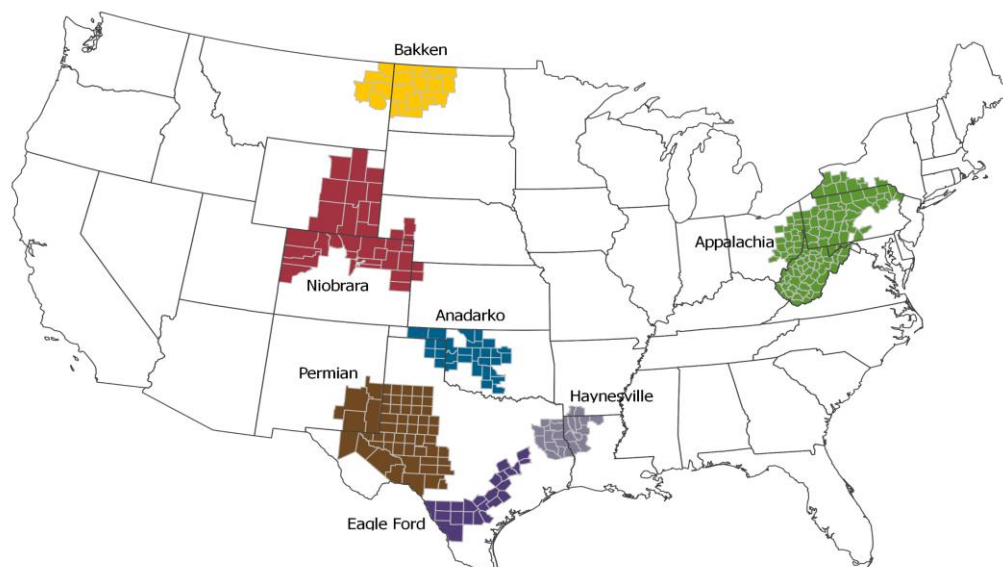 Bakken
Appalachia
Niobrara
Anadarko
Permian
Haynesville
Eagle Ford